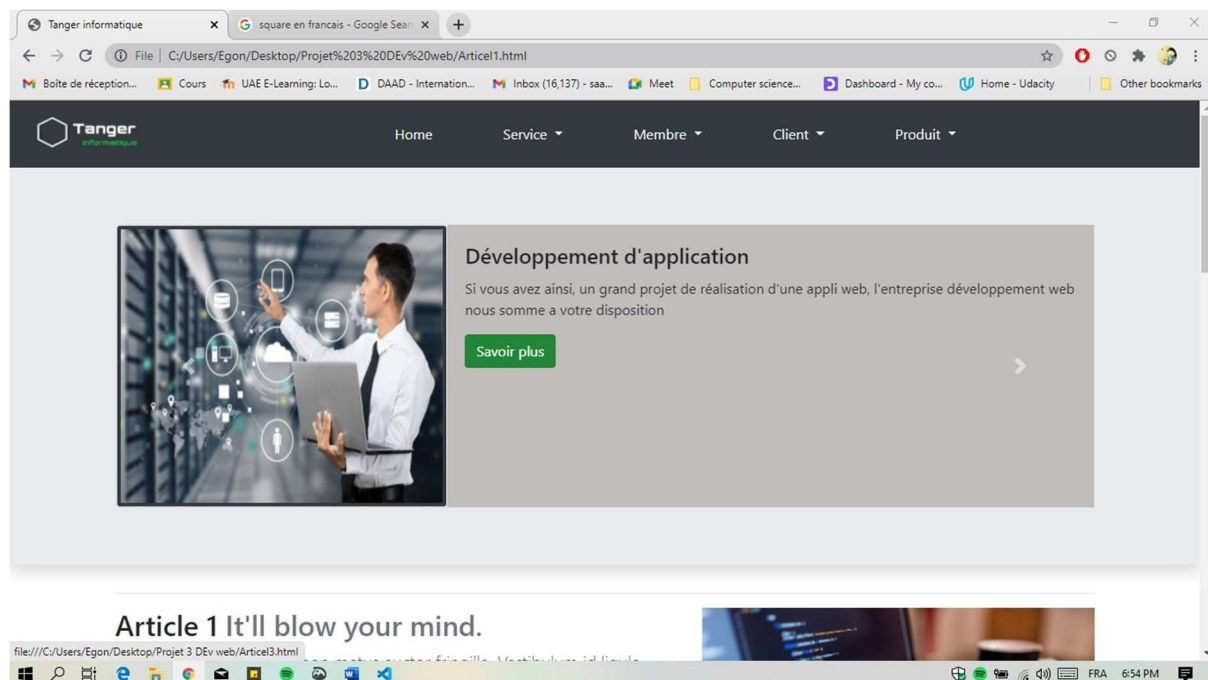 Tanger informatique
square en francais - Google Sear
File | C:/Users/Egon/Desktop/Projet%203%20DEv%20web/Articel1.html
Boîte de réception... Cours UAE E-Learning: Lo... DAAD - Internation... Inbox (16,137) - saa... Meet Computer science... Dashboard - My co... Home - Udacity Other bookmarks
Tanger
informatique
Home Service Membre Client Produit
Développement d'application
Si vous avez ainsi, un grand projet de réalisation d'une appli web, l'entreprise développement web
nous somme a votre disposition
Savoir plus
Article 1 It'll blow your mind.
file:///C:/Users/Egon/Desktop/Projet 3 DEv web/Articel3.html
FRA 6:54 PM